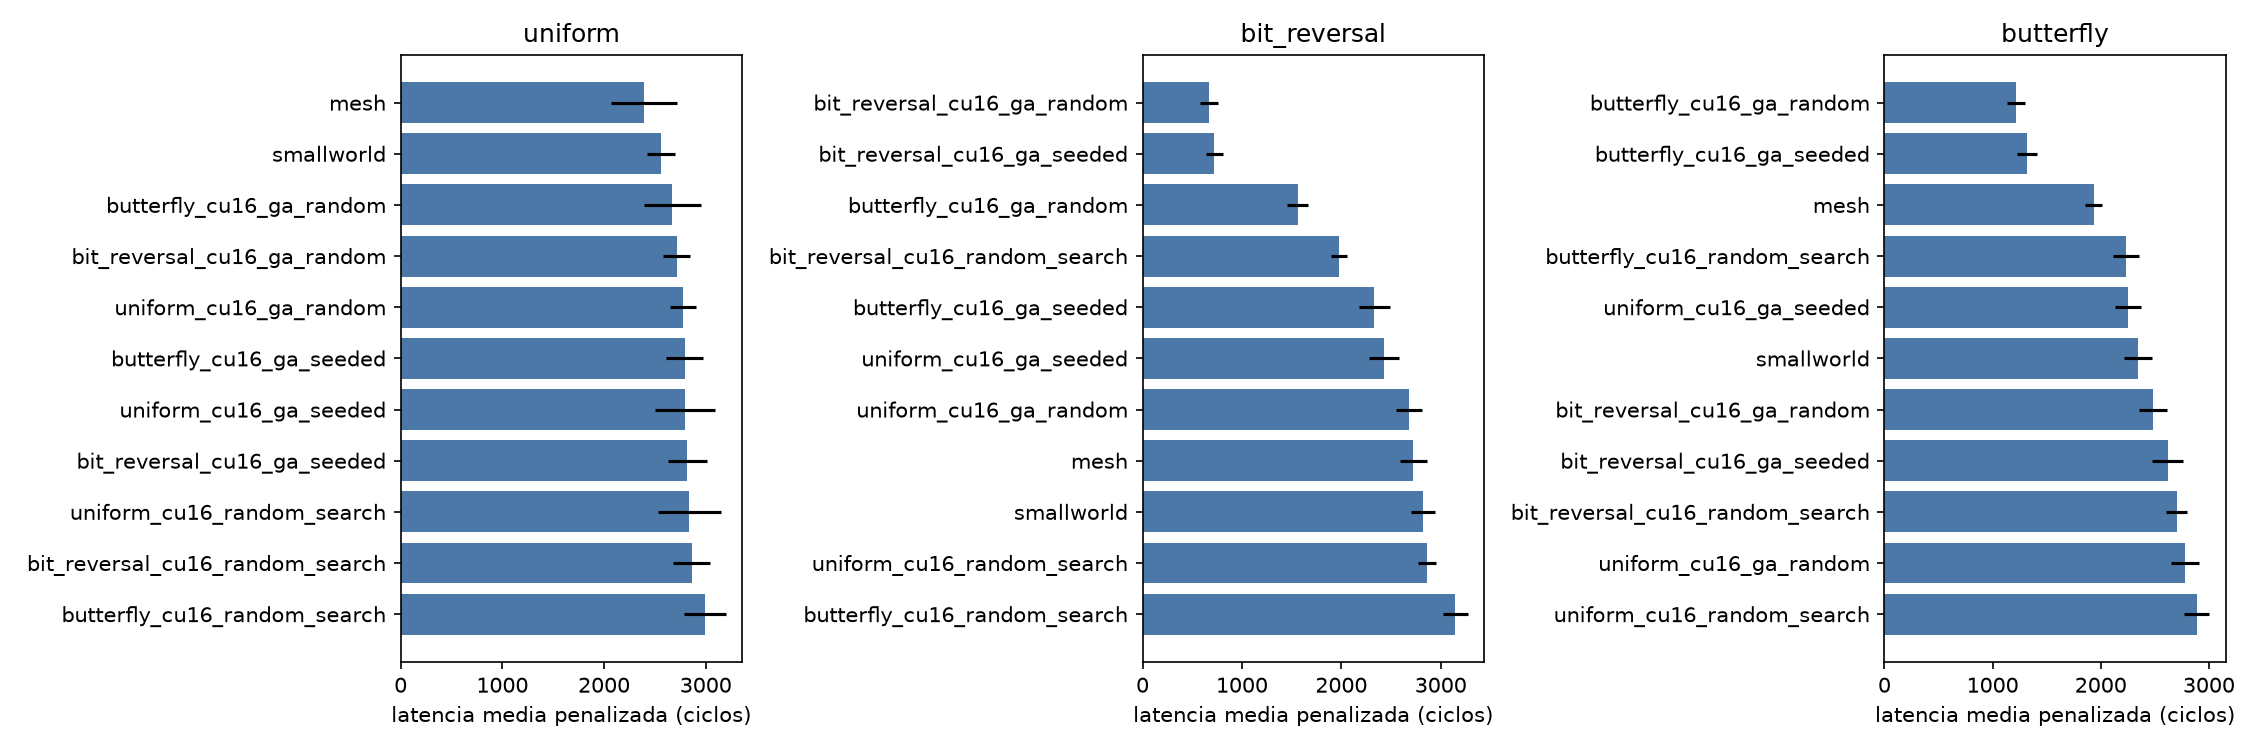 uniform
mesh
smallworld
butterfly_cu16_ga_random
bit_reversal_cu16_ga_random
uniform_cu16_ga_random
butterfly_cu16_ga_seeded
uniform_cu16_ga_seeded
bit_reversal_cu16_ga_seeded
uniform_cu16_random_search
bit_reversal_cu16_random_search
butterfly_cu16_random_search
0 1000 2000 3000
latencia media penalizada (ciclos)
bit_reversal
bit_reversal_cu16_ga_random
bit_reversal_cu16_ga_seeded
butterfly_cu16_ga_random
bit_reversal_cu16_random_search
butterfly_cu16_ga_seeded
uniform_cu16_ga_seeded
uniform_cu16_ga_random
mesh
smallworld
uniform_cu16_random_search
butterfly_cu16_random_search
0 1000 2000 3000
latencia media penalizada (ciclos)
butterfly
butterfly_cu16_ga_random
butterfly_cu16_ga_seeded
mesh
butterfly_cu16_random_search
uniform_cu16_ga_seeded
smallworld
bit_reversal_cu16_ga_random
bit_reversal_cu16_ga_seeded
bit_reversal_cu16_random_search
uniform_cu16_ga_random
uniform_cu16_random_search
0 1000 2000 3000
latencia media penalizada (ciclos)